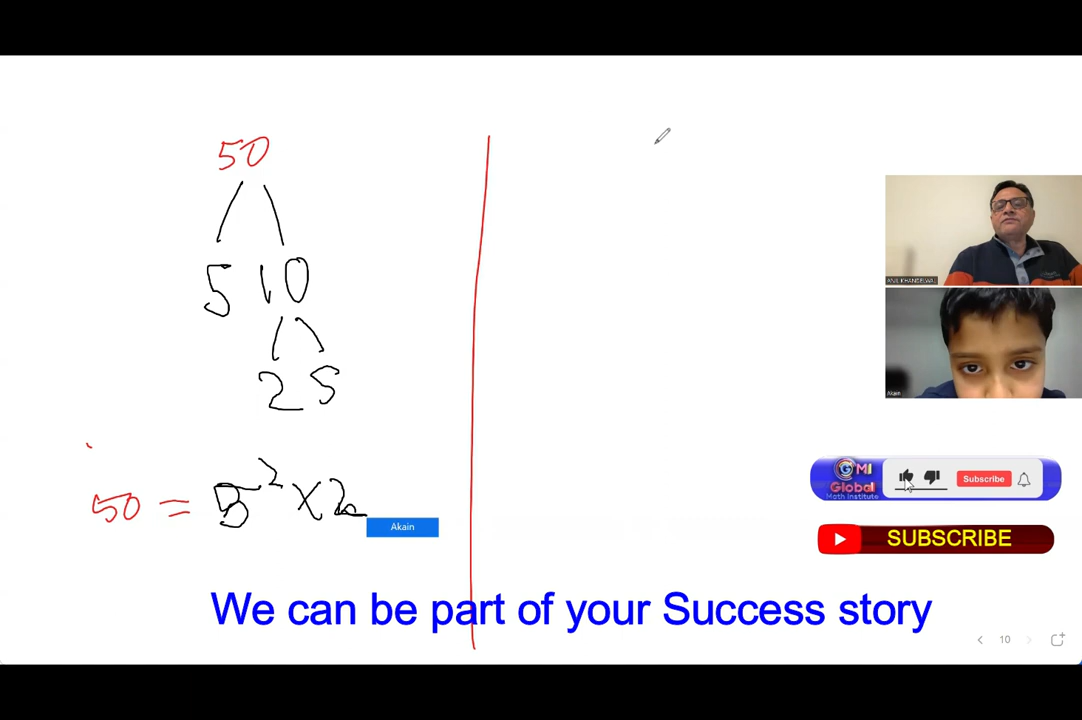 50
5 10
2 5
50 = 5² × 2
Akain
We can be part of your Success story
ANIL KHANDELWAL
Akain
GMI
Global
Math Institute
Subscribe
SUBSCRIBE
10